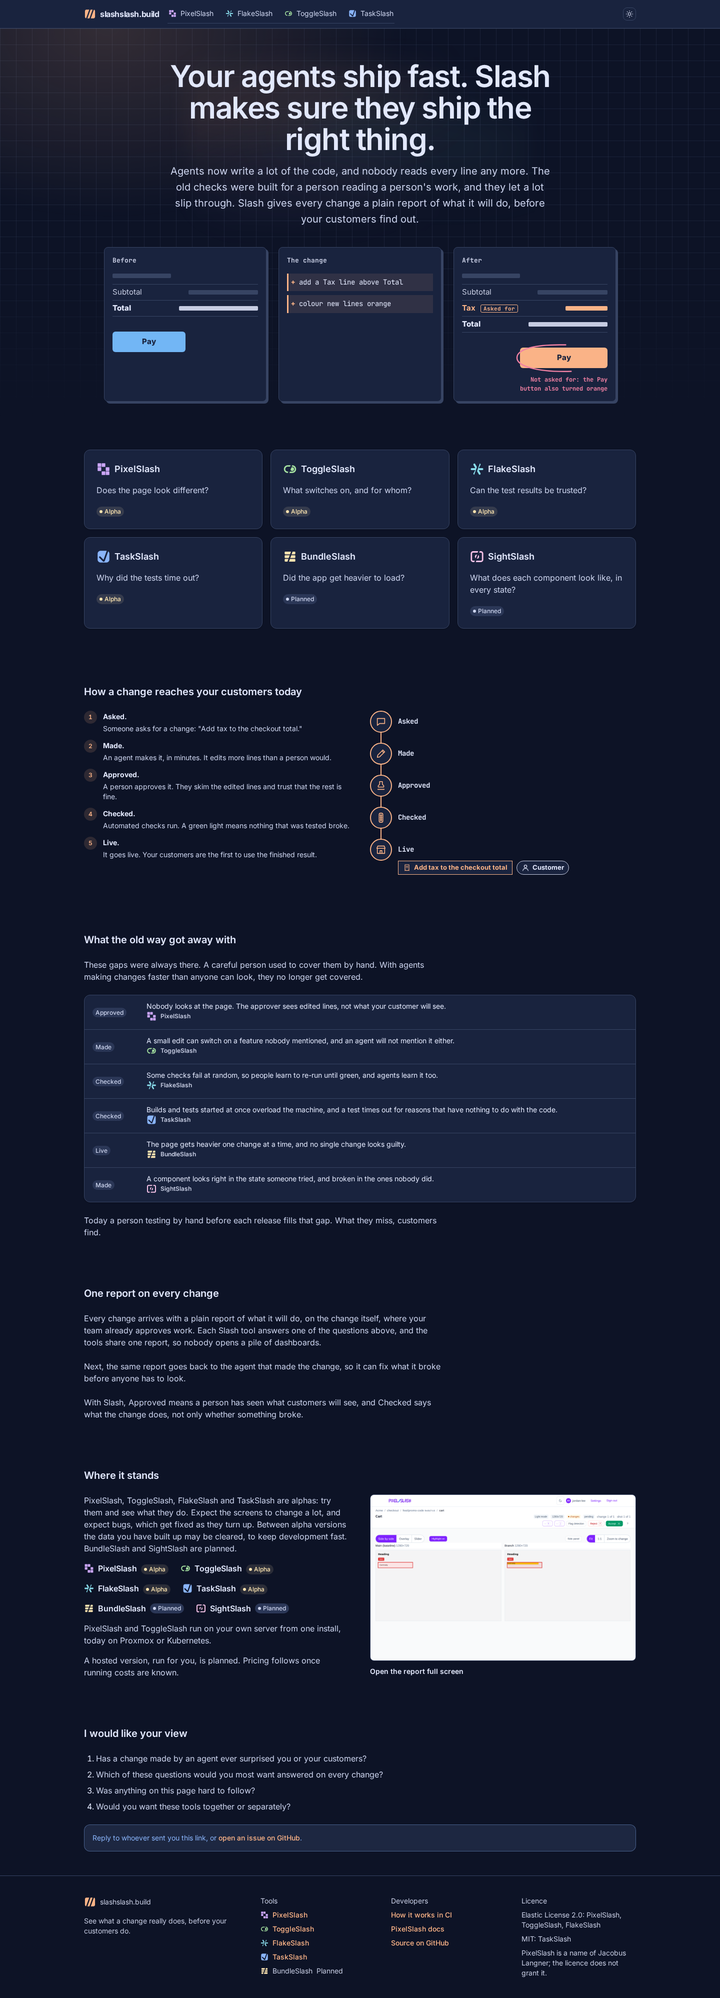 slashslash.build
PixelSlash
FlakeSlash
ToggleSlash
TaskSlash
Your agents ship fast. Slash
makes sure they ship the
right thing.
Agents now write a lot of the code, and nobody reads every line any more. The
old checks were built for a person reading a person's work, and they let a lot
slip through. Slash gives every change a plain report of what it will do, before
your customers find out.
Before
Subtotal
Total
Pay
The change
+ add a Tax line above Total
+ colour new lines orange
After
Subtotal
Tax Asked for
Total
Pay
Not asked for: the Pay
button also turned orange
PixelSlash
Does the page look different?
Alpha
ToggleSlash
What switches on, and for whom?
Alpha
FlakeSlash
Can the test results be trusted?
Alpha
TaskSlash
Why did the tests time out?
Alpha
BundleSlash
Did the app get heavier to load?
Planned
SightSlash
What does each component look like, in
every state?
Planned
How a change reaches your customers today
1 Asked.
Someone asks for a change: "Add tax to the checkout total."
2 Made.
An agent makes it, in minutes. It edits more lines than a person would.
3 Approved.
A person approves it. They skim the edited lines and trust that the rest is
fine.
4 Checked.
Automated checks run. A green light means nothing that was tested broke.
5 Live.
It goes live. Your customers are the first to use the finished result.
Asked
Made
Approved
Checked
Live
Add tax to the checkout total
Customer
What the old way got away with
These gaps were always there. A careful person used to cover them by hand. With agents
making changes faster than anyone can look, they no longer get covered.
Approved
Nobody looks at the page. The approver sees edited lines, not what your customer will see.
PixelSlash
Made
A small edit can switch on a feature nobody mentioned, and an agent will not mention it either.
ToggleSlash
Checked
Some checks fail at random, so people learn to re-run until green, and agents learn it too.
FlakeSlash
Checked
Builds and tests started at once overload the machine, and a test times out for reasons that have nothing to do with the code.
TaskSlash
Live
The page gets heavier one change at a time, and no single change looks guilty.
BundleSlash
Made
A component looks right in the state someone tried, and broken in the ones nobody did.
SightSlash
Today a person testing by hand before each release fills that gap. What they miss, customers
find.
One report on every change
Every change arrives with a plain report of what it will do, on the change itself, where your
team already approves work. Each Slash tool answers one of the questions above, and the
tools share one report, so nobody opens a pile of dashboards.
Next, the same report goes back to the agent that made the change, so it can fix what it broke
before anyone has to look.
With Slash, Approved means a person has seen what customers will see, and Checked says
what the change does, not only whether something broke.
Where it stands
PixelSlash, ToggleSlash, FlakeSlash and TaskSlash are alphas: try
them and see what they do. Expect the screens to change a lot, and
expect bugs, which get fixed as they turn up. Between alpha versions
the data you have built up may be cleared, to keep development fast.
BundleSlash and SightSlash are planned.
PixelSlash Alpha
ToggleSlash Alpha
FlakeSlash Alpha
TaskSlash Alpha
BundleSlash Planned
SightSlash Planned
PixelSlash and ToggleSlash run on your own server from one install,
today on Proxmox or Kubernetes.
A hosted version, run for you, is planned. Pricing follows once
running costs are known.
Open the report full screen
I would like your view
1. Has a change made by an agent ever surprised you or your customers?
2. Which of these questions would you most want answered on every change?
3. Was anything on this page hard to follow?
4. Would you want these tools together or separately?
Reply to whoever sent you this link, or open an issue on GitHub.
slashslash.build
See what a change really does, before your
customers do.
Tools
PixelSlash
ToggleSlash
FlakeSlash
TaskSlash
BundleSlash Planned
Developers
How it works in CI
PixelSlash docs
Source on GitHub
Licence
Elastic License 2.0: PixelSlash,
ToggleSlash, FlakeSlash
MIT: TaskSlash
PixelSlash is a name of Jacobus
Langner; the licence does not
grant it.